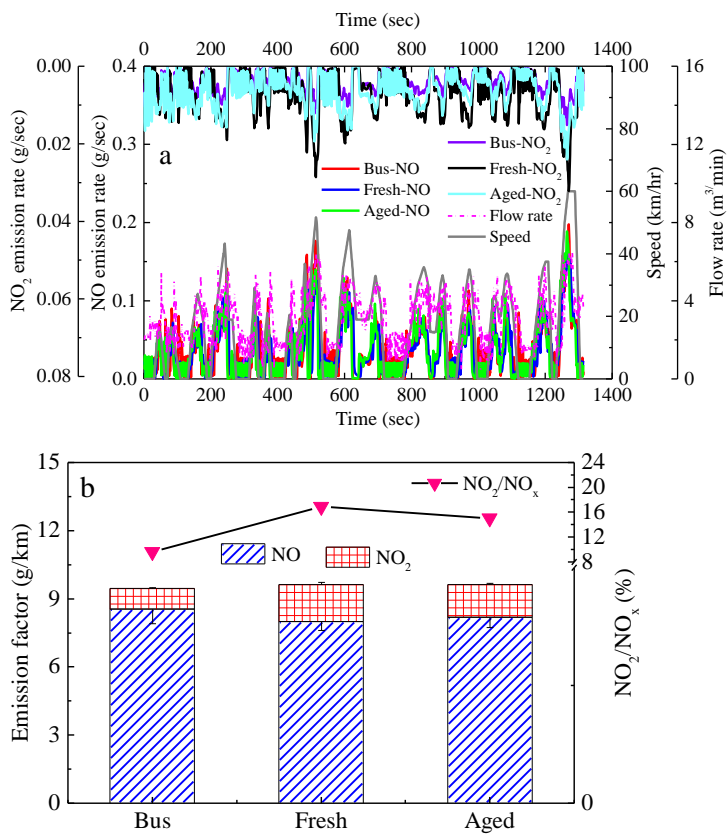 Time (sec)
0 200 400 600 800 1000 1200 1400
0.00 0.4 100 16
0.02 0.3 80 12
0.04 0.2 60 8
0.06 0.1 40 4
0.08 0.0 20 0
0
NO₂ emission rate (g/sec)
NO emission rate (g/sec)
a
Bus-NO
Fresh-NO
Aged-NO
Bus-NO₂
Fresh-NO₂
Aged-NO₂
Flow rate
Speed
Speed (km/hr)
Flow rate (m³/min)
0 200 400 600 800 1000 1200 1400
Time (sec)
b
15
12
9
6
3
0
Emission factor (g/km)
NO₂/NOₓ
NO NO₂
24
20
16
12
8
0
NO₂/NOₓ (%)
Bus Fresh Aged